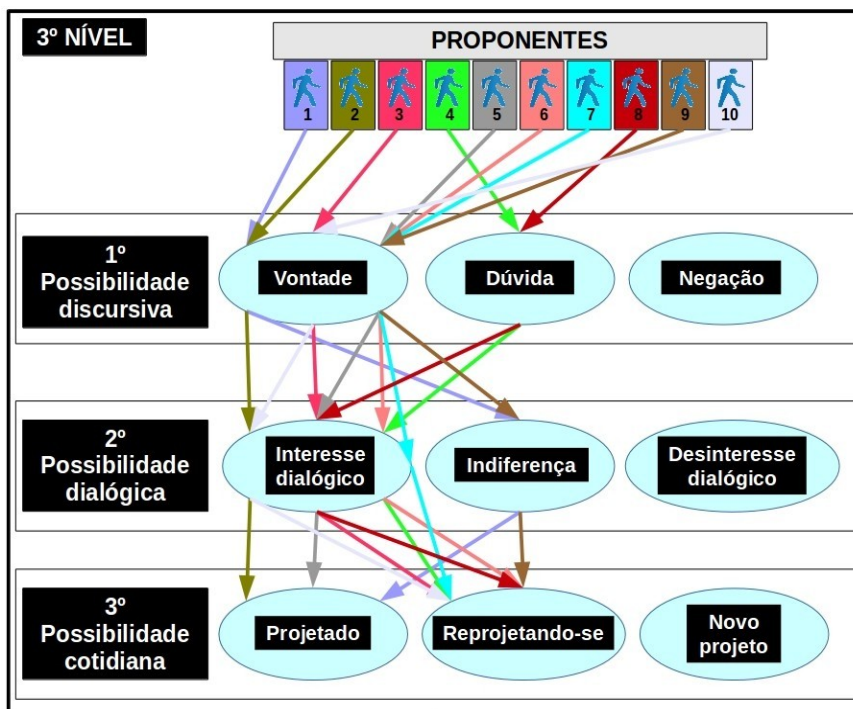 3º NÍVEL
PROPONENTES
1 2 3 4 5 6 7 8 9 10
1º
Possibilidade
discursiva
Vontade
Dúvida
Negação
2º
Possibilidade
dialógica
Interesse
dialógico
Indiferença
Desinteresse
dialógico
3º
Possibilidade
cotidiana
Projetado
Reprojetando-se
Novo
projeto